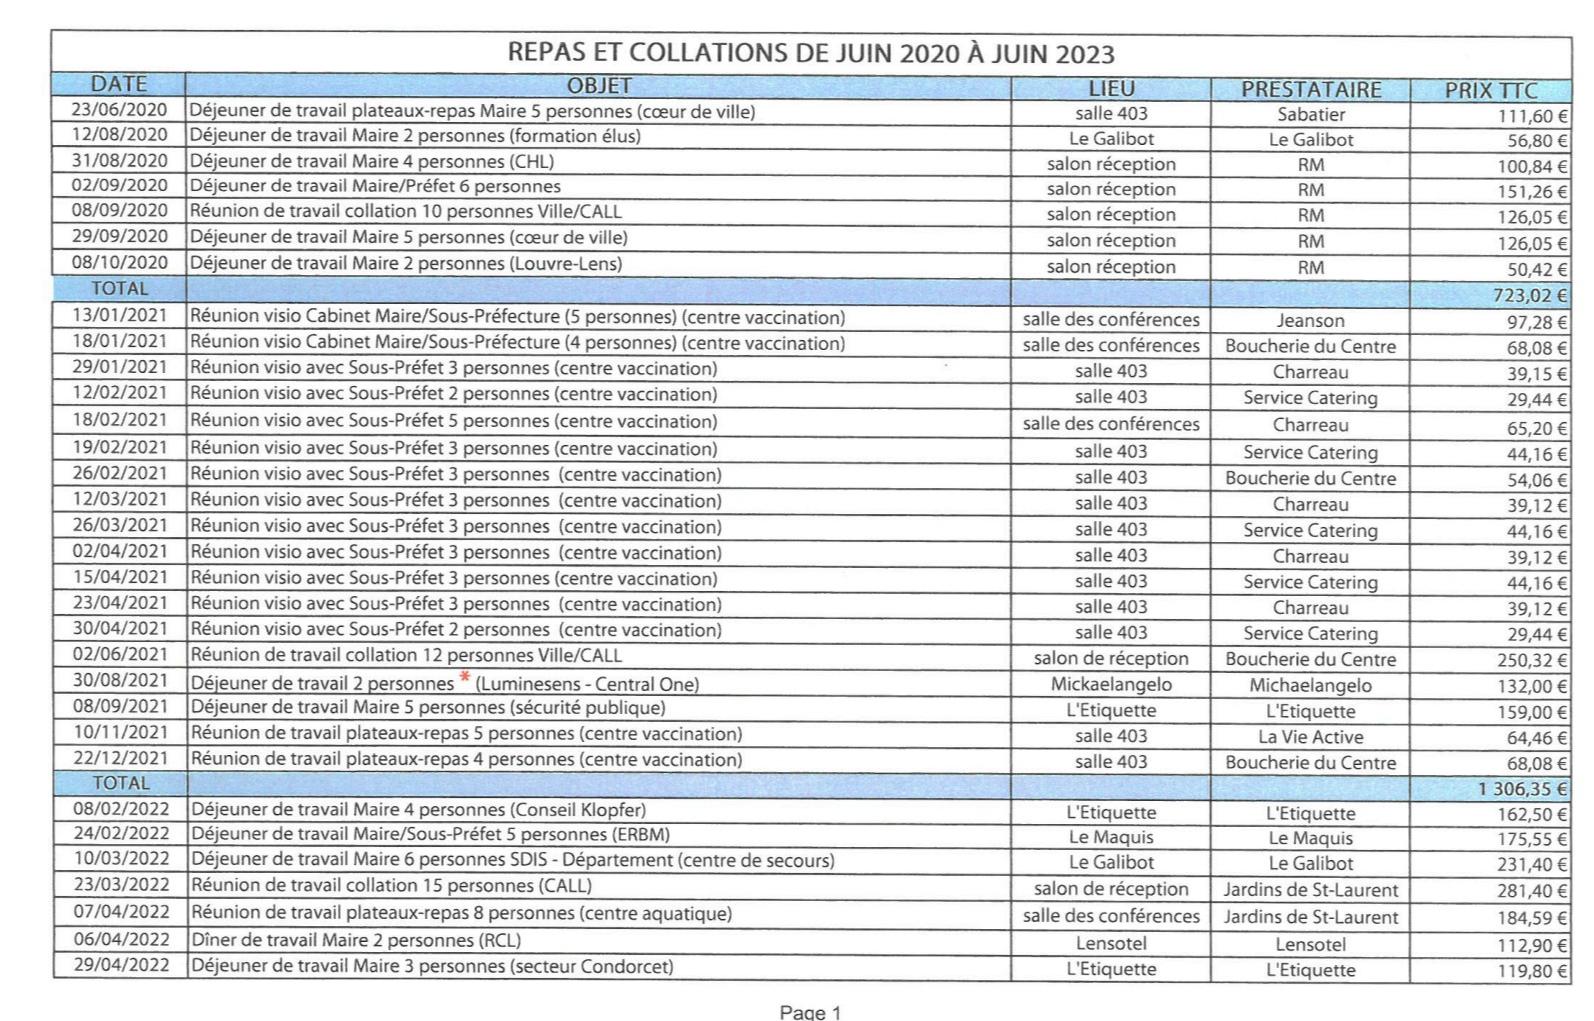 REPAS ET COLLATIONS DE JUIN 2020 À JUIN 2023
DATE OBJET LIEU PRESTATAIRE PRIX TTC
23/06/2020 Déjeuner de travail plateaux-repas Maire 5 personnes (cœur de ville) salle 403 Sabatier 111,60 €
12/08/2020 Déjeuner de travail Maire 2 personnes (formation élus) Le Galibot Le Galibot 56,80 €
31/08/2020 Déjeuner de travail Maire 4 personnes (CHL) salon réception RM 100,84 €
02/09/2020 Déjeuner de travail Maire/Préfet 6 personnes salon réception RM 151,26 €
08/09/2020 Réunion de travail collation 10 personnes Ville/CALL salon réception RM 126,05 €
29/09/2020 Déjeuner de travail Maire 5 personnes (cœur de ville) salon réception RM 126,05 €
08/10/2020 Déjeuner de travail Maire 2 personnes (Louvre-Lens) salon réception RM 50,42 €
TOTAL 723,02 €
13/01/2021 Réunion visio Cabinet Maire/Sous-Préfecture (5 personnes) (centre vaccination) salle des conférences Jeanson 97,28 €
18/01/2021 Réunion visio Cabinet Maire/Sous-Préfecture (4 personnes) (centre vaccination) salle des conférences Boucherie du Centre 68,08 €
29/01/2021 Réunion visio avec Sous-Préfet 3 personnes (centre vaccination) salle 403 Charreau 39,15 €
12/02/2021 Réunion visio avec Sous-Préfet 2 personnes (centre vaccination) salle 403 Service Catering 29,44 €
18/02/2021 Réunion visio avec Sous-Préfet 5 personnes (centre vaccination) salle des conférences Charreau 65,20 €
19/02/2021 Réunion visio avec Sous-Préfet 3 personnes (centre vaccination) salle 403 Service Catering 44,16 €
26/02/2021 Réunion visio avec Sous-Préfet 3 personnes (centre vaccination) salle 403 Boucherie du Centre 54,06 €
12/03/2021 Réunion visio avec Sous-Préfet 3 personnes (centre vaccination) salle 403 Charreau 39,12 €
26/03/2021 Réunion visio avec Sous-Préfet 3 personnes (centre vaccination) salle 403 Service Catering 44,16 €
02/04/2021 Réunion visio avec Sous-Préfet 3 personnes (centre vaccination) salle 403 Charreau 39,12 €
15/04/2021 Réunion visio avec Sous-Préfet 3 personnes (centre vaccination) salle 403 Service Catering 44,16 €
23/04/2021 Réunion visio avec Sous-Préfet 3 personnes (centre vaccination) salle 403 Charreau 39,12 €
30/04/2021 Réunion visio avec Sous-Préfet 2 personnes (centre vaccination) salle 403 Service Catering 29,44 €
02/06/2021 Réunion de travail collation 12 personnes Ville/CALL salon de réception Boucherie du Centre 250,32 €
30/08/2021 Déjeuner de travail 2 personnes * (Luminesens - Central One) Mickaelangelo Michaelangelo 132,00 €
08/09/2021 Déjeuner de travail Maire 5 personnes (sécurité publique) L'Etiquette L'Etiquette 159,00 €
10/11/2021 Réunion de travail plateaux-repas 5 personnes (centre vaccination) salle 403 La Vie Active 64,46 €
22/12/2021 Réunion de travail plateaux-repas 4 personnes (centre vaccination) salle 403 Boucherie du Centre 68,08 €
TOTAL 1 306,35 €
08/02/2022 Déjeuner de travail Maire 4 personnes (Conseil Klopfer) L'Etiquette L'Etiquette 162,50 €
24/02/2022 Déjeuner de travail Maire/Sous-Préfet 5 personnes (ERBM) Le Maquis Le Maquis 175,55 €
10/03/2022 Déjeuner de travail Maire 6 personnes SDIS - Département (centre de secours) Le Galibot Le Galibot 231,40 €
23/03/2022 Réunion de travail collation 15 personnes (CALL) salon de réception Jardins de St-Laurent 281,40 €
07/04/2022 Réunion de travail plateaux-repas 8 personnes (centre aquatique) salle des conférences Jardins de St-Laurent 184,59 €
06/04/2022 Dîner de travail Maire 2 personnes (RCL) Lensotel Lensotel 112,90 €
29/04/2022 Déjeuner de travail Maire 3 personnes (secteur Condorcet) L'Etiquette L'Etiquette 119,80 €
Page 1